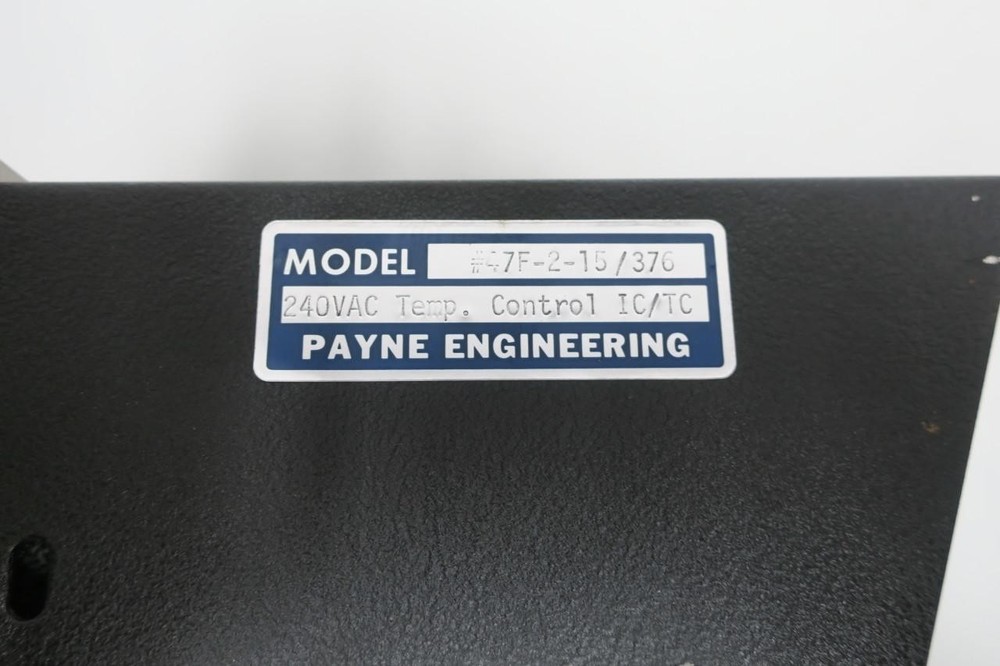 MODEL #47F-2-15/376
240VAC Temp. Control IC/TC
PAYNE ENGINEERING